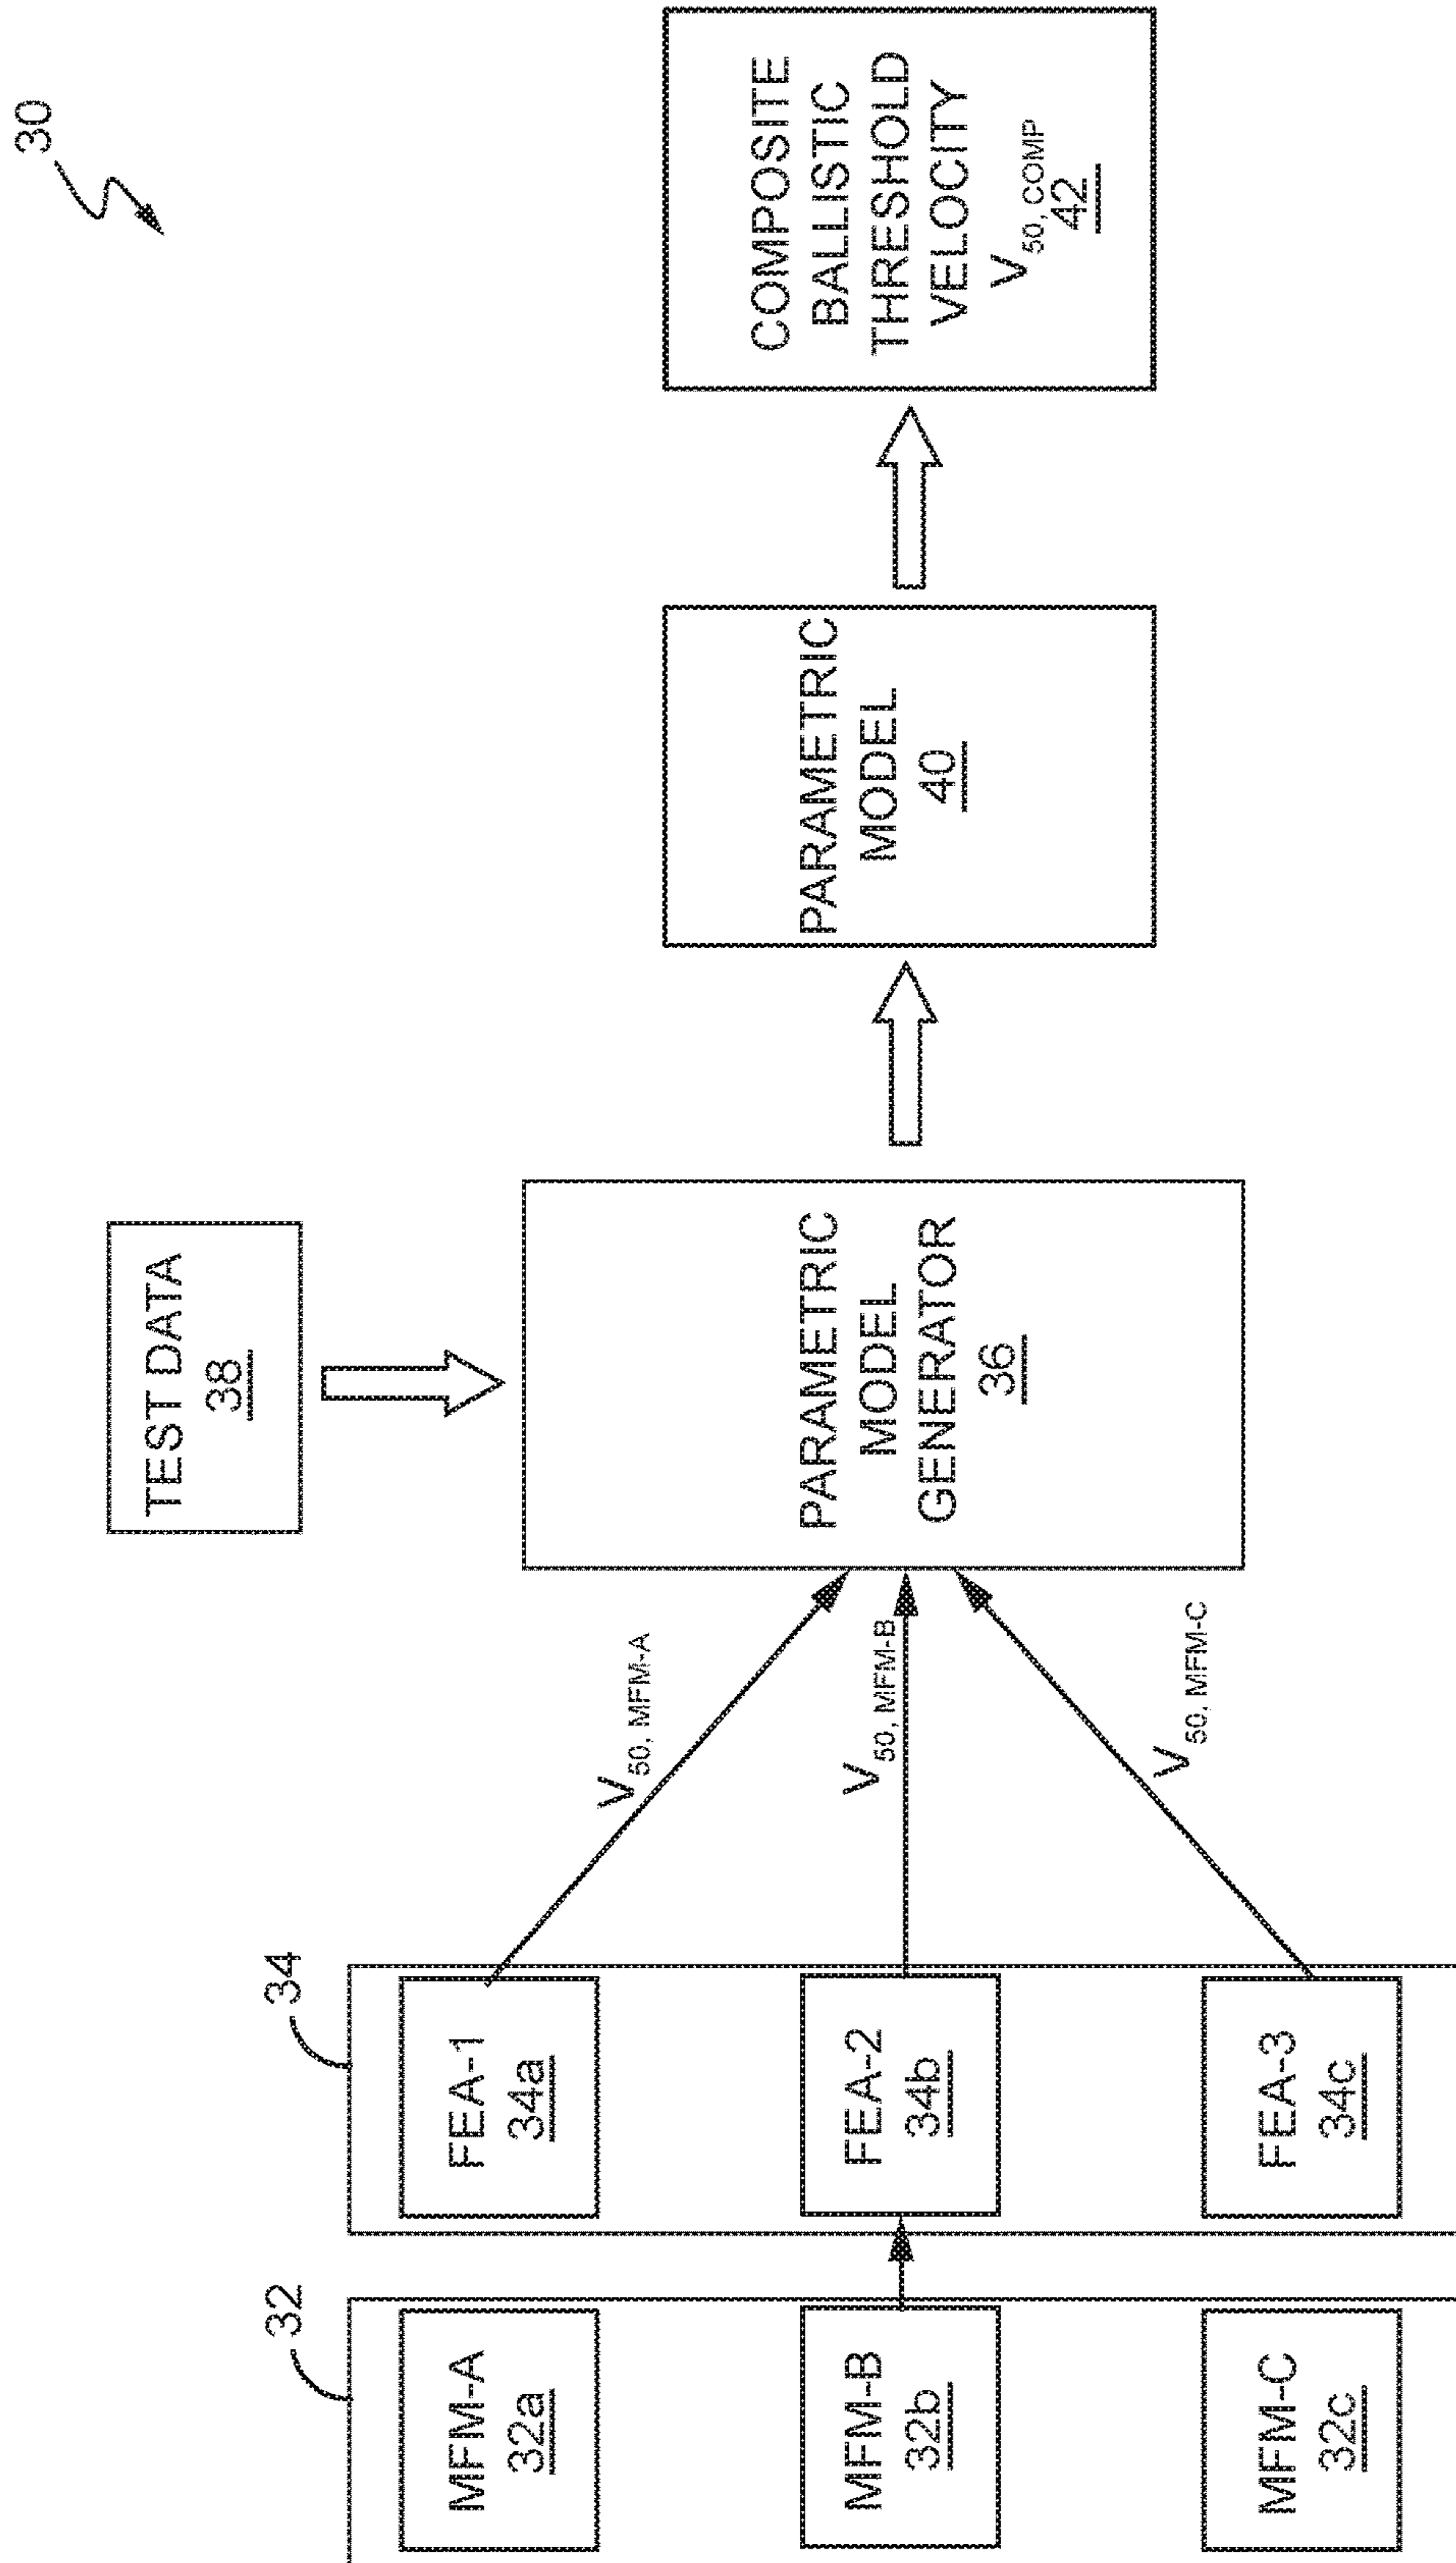 30
32
MFM-A
32a
MFM-B
32b
MFM-C
32c
34
FEA-1
34a
FEA-2
34b
FEA-3
34c
V50, MFM-A
V50, MFM-B
V50, MFM-C
TEST DATA
38
PARAMETRIC
MODEL
GENERATOR
36
PARAMETRIC
MODEL
40
COMPOSITE
BALLISTIC
THRESHOLD
VELOCITY
V50, COMP
42